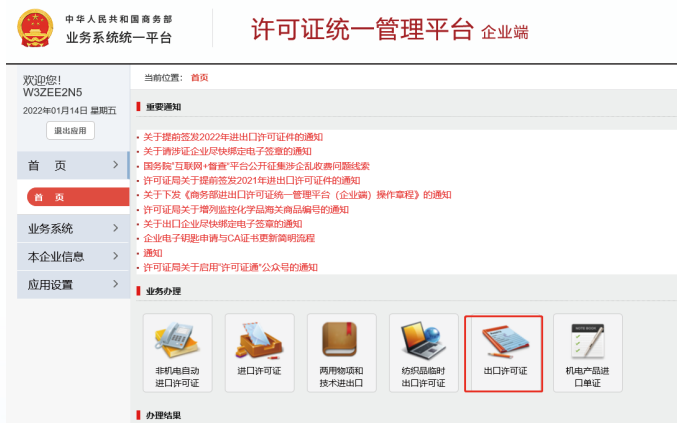 中华人民共和国商务部
业务系统统一平台
许可证统一管理平台 企业端
欢迎您!
W3ZEE2N5
2022年01月14日 星期五
退出应用
首 页
首 页
业务系统
本企业信息
应用设置
当前位置: 首页
重要通知
关于提前签发2022年进出口许可证件的通知
关于请涉证企业尽快绑定电子签章的通知
国务院“互联网+督查”平台公开征集涉企乱收费问题线索
许可证局关于提前签发2021年进出口许可证件的通知
关于下发《商务部进出口许可证统一管理平台(企业端)操作章程》的通知
许可证局关于增列监控化学品海关商品编号的通知
关于出口企业尽快绑定电子签章的通知
企业电子钥匙申请与CA证书更新简明流程
通知
许可证局关于启用“许可证通”公众号的通知
业务办理
非机电自动
进口许可证
进口许可证
两用物项和
技术进出口
纺织品临时
出口许可证
出口许可证
机电产品进
口单证
办理结果